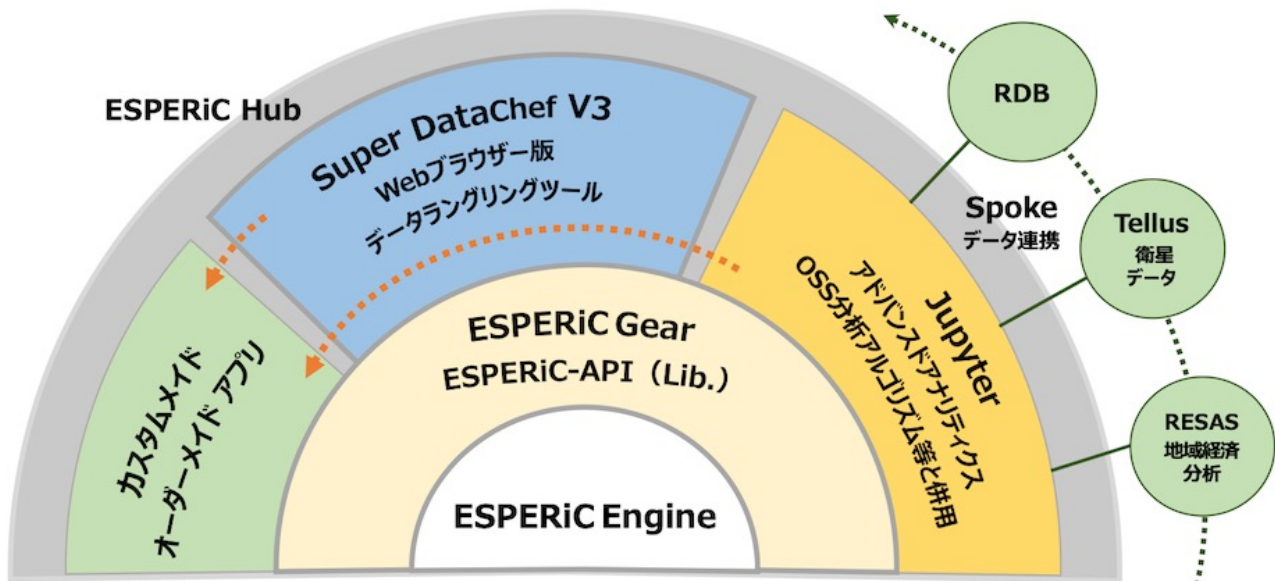 ESPERiC Hub
Super DataChef V3
Webブラウザー版
データラングリングツール
カスタムメイド
オーダーメイド アプリ
ESPERiC Gear
ESPERiC-API（Lib.）
ESPERiC Engine
Jupyter
アドバンスドアナリティクス
OSS分析アルゴリズム等と併用
Spoke
データ連携
RDB
Tellus
衛星
データ
RESAS
地域経済
分析